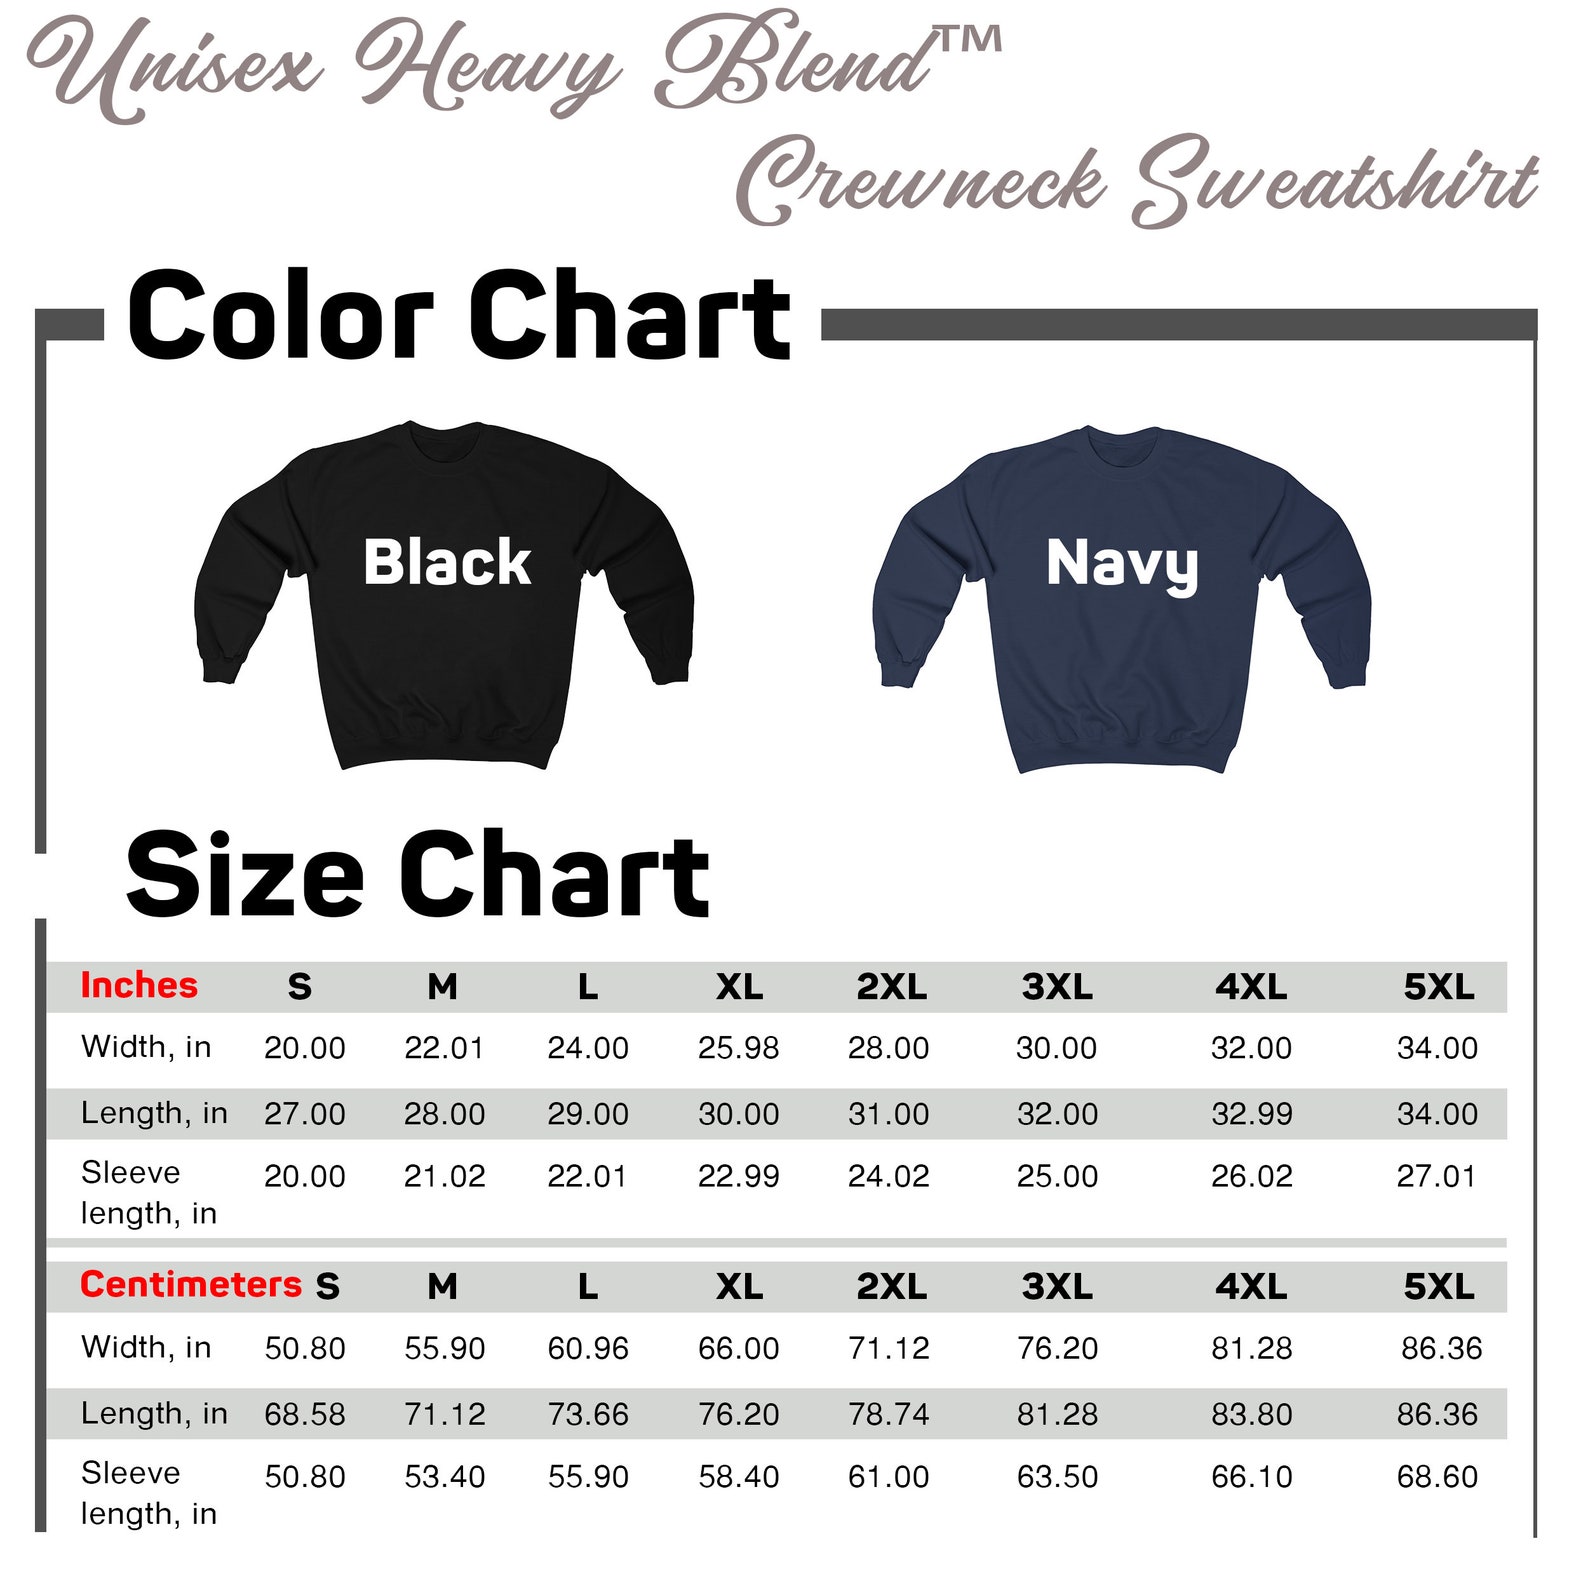 Unisex Heavy Blend™
Crewneck Sweatshirt
Color Chart
Black
Navy
Size Chart
Inches S M L XL 2XL 3XL 4XL 5XL
Width, in 20.00 22.01 24.00 25.98 28.00 30.00 32.00 34.00
Length, in 27.00 28.00 29.00 30.00 31.00 32.00 32.99 34.00
Sleeve 20.00 21.02 22.01 22.99 24.02 25.00 26.02 27.01
length, in
Centimeters S M L XL 2XL 3XL 4XL 5XL
Width, in 50.80 55.90 60.96 66.00 71.12 76.20 81.28 86.36
Length, in 68.58 71.12 73.66 76.20 78.74 81.28 83.80 86.36
Sleeve 50.80 53.40 55.90 58.40 61.00 63.50 66.10 68.60
length, in